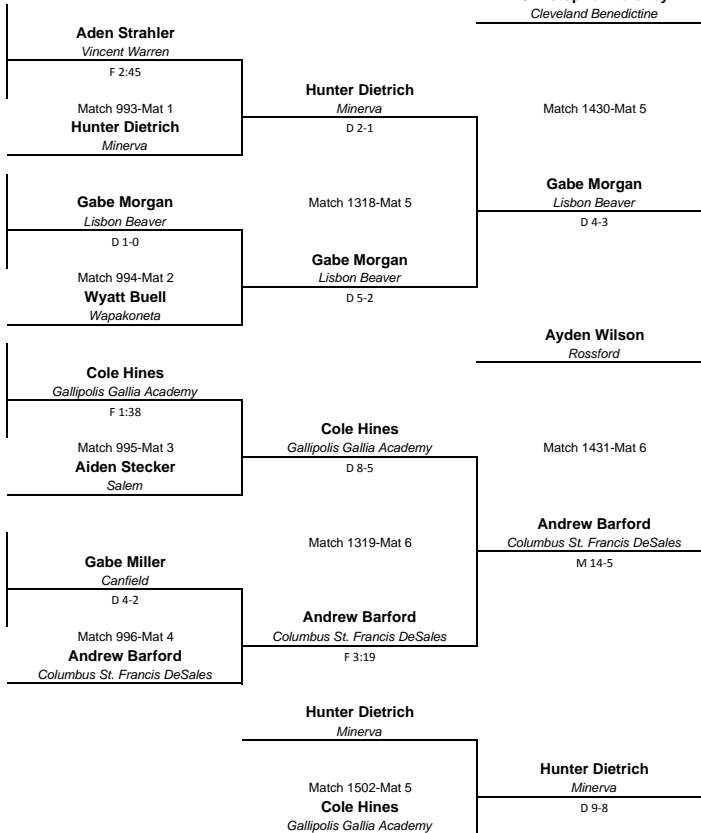 Cleveland Benedictine
Aden Strahler
Vincent Warren
F 2:45
Match 993-Mat 1
Hunter Dietrich
Minerva
Hunter Dietrich
Minerva
D 2-1
Match 1430-Mat 5
Gabe Morgan
Lisbon Beaver
D 1-0
Match 994-Mat 2
Wyatt Buell
Wapakoneta
Match 1318-Mat 5
Gabe Morgan
Lisbon Beaver
D 5-2
Gabe Morgan
Lisbon Beaver
D 4-3
Cole Hines
Gallipolis Gallia Academy
F 1:38
Match 995-Mat 3
Aiden Stecker
Salem
Cole Hines
Gallipolis Gallia Academy
D 8-5
Ayden Wilson
Rossford
Match 1431-Mat 6
Gabe Miller
Canfield
D 4-2
Match 996-Mat 4
Andrew Barford
Columbus St. Francis DeSales
Match 1319-Mat 6
Andrew Barford
Columbus St. Francis DeSales
F 3:19
Andrew Barford
Columbus St. Francis DeSales
M 14-5
Hunter Dietrich
Minerva
Match 1502-Mat 5
Cole Hines
Gallipolis Gallia Academy
Hunter Dietrich
Minerva
D 9-8